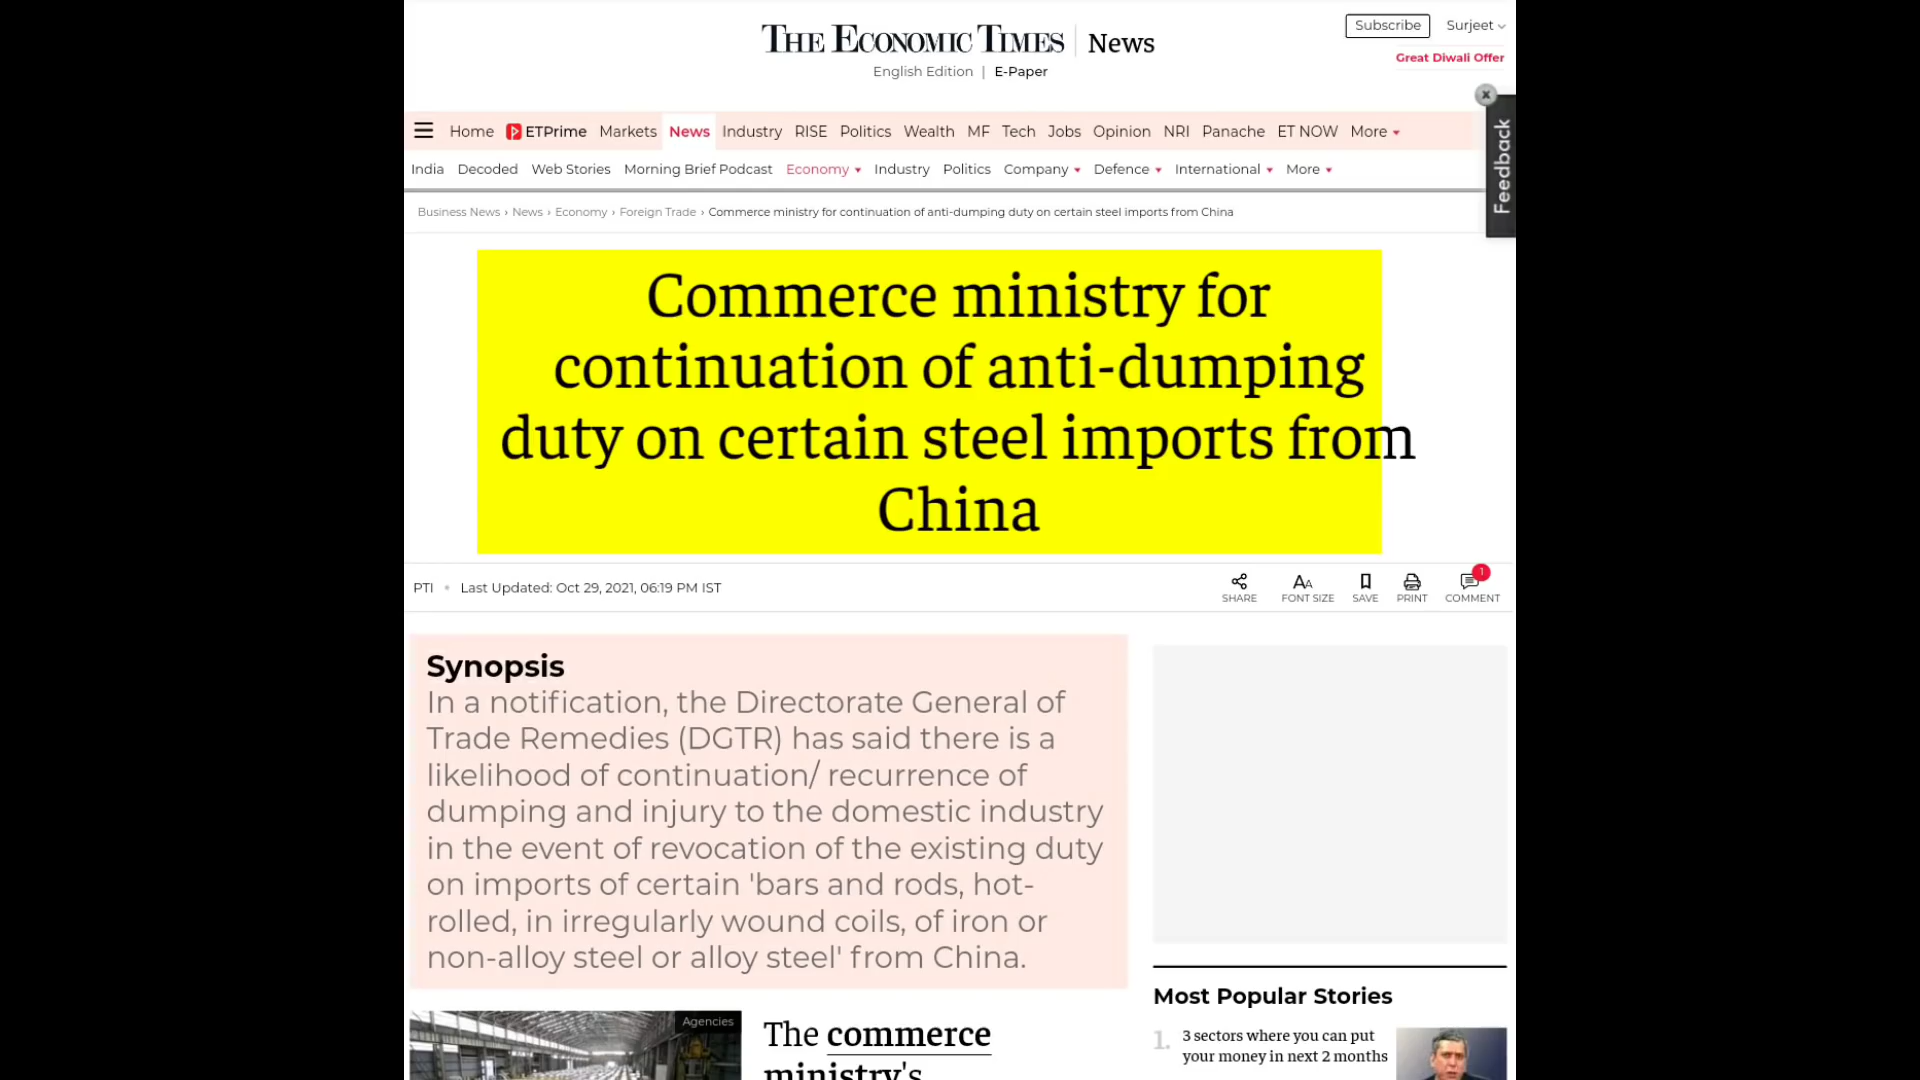 THE ECONOMIC TIMES | News
Subscribe Surjeet
English Edition | E-Paper
Great Diwali Offer
x
Feedback
Home ETPrime Markets News Industry RISE Politics Wealth MF Tech Jobs Opinion NRI Panache ET NOW More
India Decoded Web Stories Morning Brief Podcast Economy Industry Politics Company Defence International More
Business News › News › Economy › Foreign Trade › Commerce ministry for continuation of anti-dumping duty on certain steel imports from China
Commerce ministry for
continuation of anti-dumping
duty on certain steel imports from
China
PTI • Last Updated: Oct 29, 2021, 06:19 PM IST
SHARE AA FONT SIZE SAVE PRINT 1 COMMENT
Synopsis
In a notification, the Directorate General of
Trade Remedies (DGTR) has said there is a
likelihood of continuation/ recurrence of
dumping and injury to the domestic industry
in the event of revocation of the existing duty
on imports of certain 'bars and rods, hot-
rolled, in irregularly wound coils, of iron or
non-alloy steel or alloy steel' from China.
Agencies
The commerce
ministry's
Most Popular Stories
1. 3 sectors where you can put
your money in next 2 months